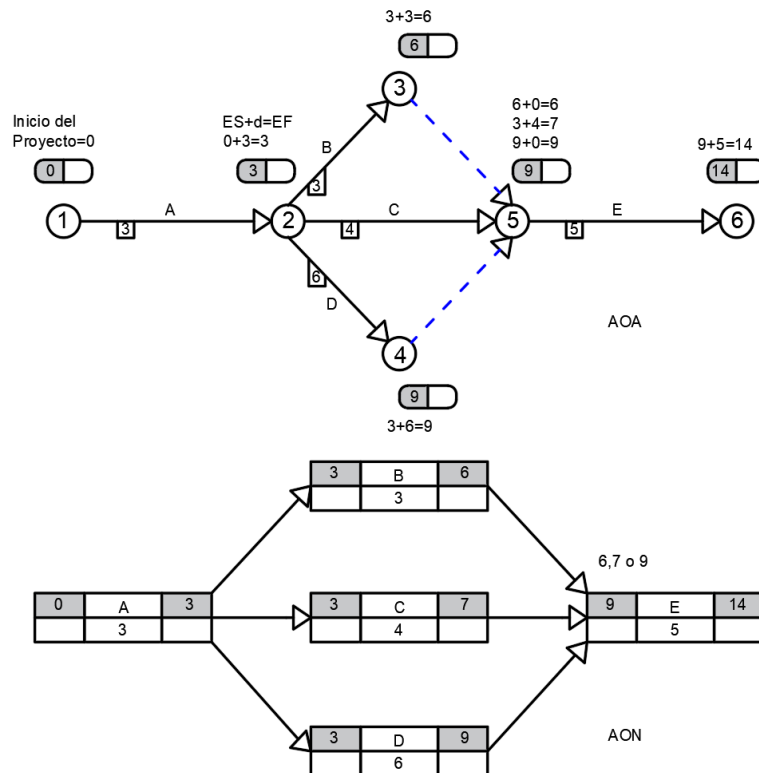 3+3=6
6
3
Inicio del
Proyecto=0
0
ES+d=EF
0+3=3
3
6+0=6
3+4=7
9+0=9
9
9+5=14
14
B
3
1
A
3
2
C
4
5
E
5
6
6
D
4
AOA
9
3+6=9
3 B 6
3
6,7 o 9
0 A 3
3
3 C 7
4
9 E 14
5
3 D 9
6
AON